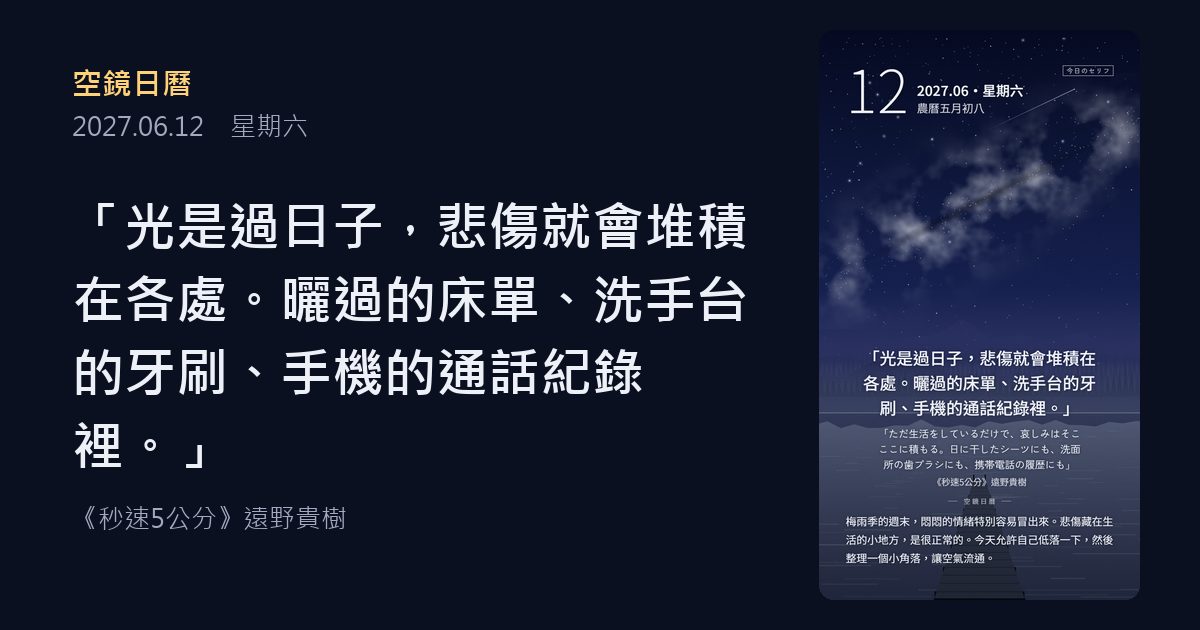 空鏡日曆
2027.06.12　星期六
「光是過日子，悲傷就會堆積
在各處。曬過的床單、洗手台
的牙刷、手機的通話紀錄
裡。」
《秒速5公分》遠野貴樹
今日のセリフ
12
2027.06・星期六
農曆五月初八
「光是過日子，悲傷就會堆積在
各處。曬過的床單、洗手台的牙
刷、手機的通話紀錄裡。」
「ただ生活をしているだけで、哀しみはそこ
ここに積もる。日に干したシーツにも、洗面
所の歯ブラシにも、携帯電話の履歴にも」
《秒速5公分》遠野貴樹
— 空鏡日曆 —
梅雨季的週末，悶悶的情緒特別容易冒出來。悲傷藏在生
活的小地方，是很正常的。今天允許自己低落一下，然後
整理一個小角落，讓空氣流通。